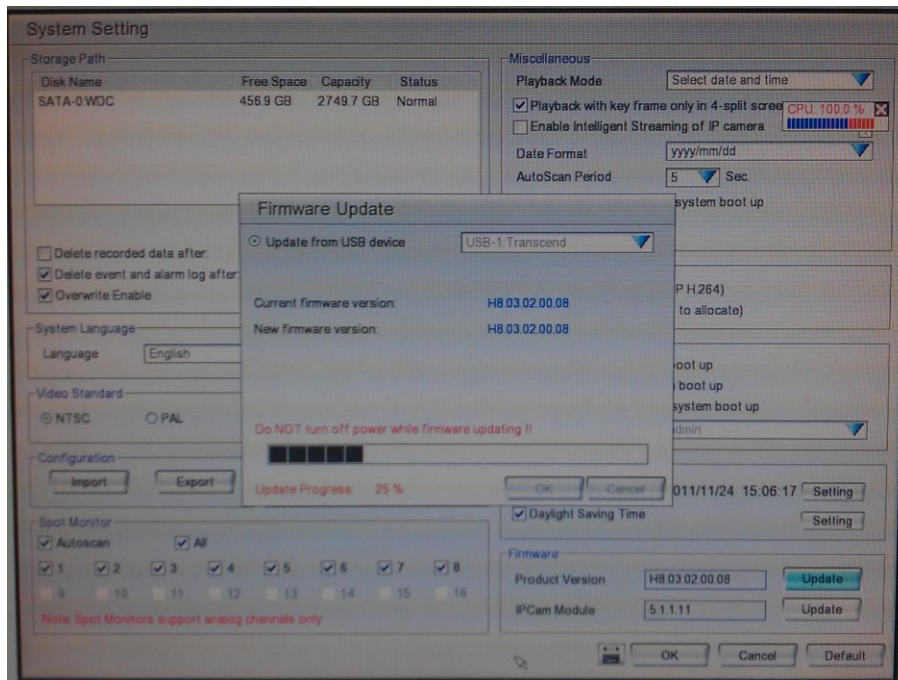 System Setting
Storage Path
Disk Name Free Space Capacity Status
SATA-0:WDC 456.9 GB 2749.7 GB Normal
Delete recorded data after:
Delete event and alarm log after:
Overwrite Enable
System Language
Language English
Video Standard
NTSC PAL
Configuration
Import Export
Spot Monitor
Autoscan All
1 2 3 4 5 6 7 8
9 10 11 12 13 14 15 16
Note: Spot Monitors support analog channels only
Firmware Update
Update from USB device USB-1:Transcend
Current firmware version: H8.03.02.00.08
New firmware version: H8.03.02.00.08
Do NOT turn off power while firmware updating !!
Update Progress: 25 %
OK Cancel
Miscellaneous
Playback Mode Select date and time
Playback with key frame only in 4-split scree
CPU: 100.0 %
Enable Intelligent Streaming of IP camera
Date Format yyyy/mm/dd
AutoScan Period 5 Sec.
system boot up
P H.264)
to allocate)
boot up
boot up
system boot up
admin
011/11/24 15:06:17 Setting
Daylight Saving Time Setting
Firmware
Product Version H8.03.02.00.08 Update
IPCam Module 5.1.1.11 Update
OK Cancel Default